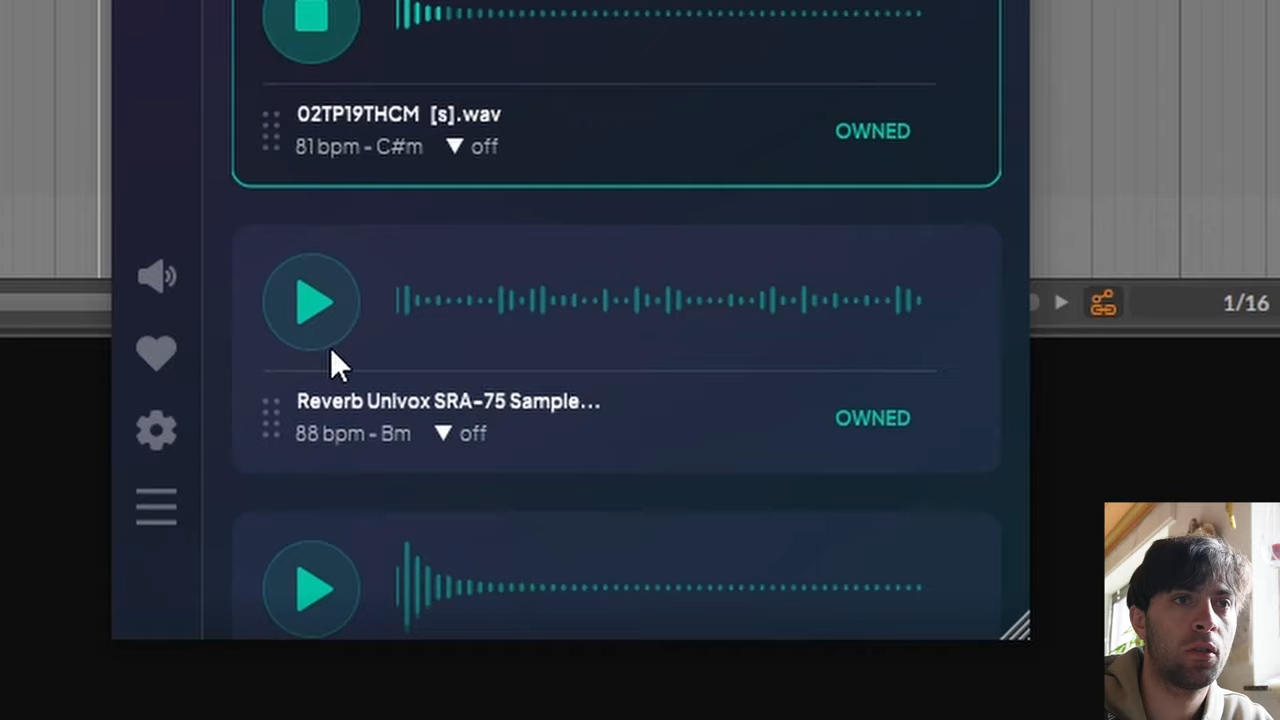 02TP19THCM [s].wav
81 bpm - C#m ▼ off
OWNED
1/16
Reverb Univox SRA-75 Sample...
88 bpm - Bm ▼ off
OWNED